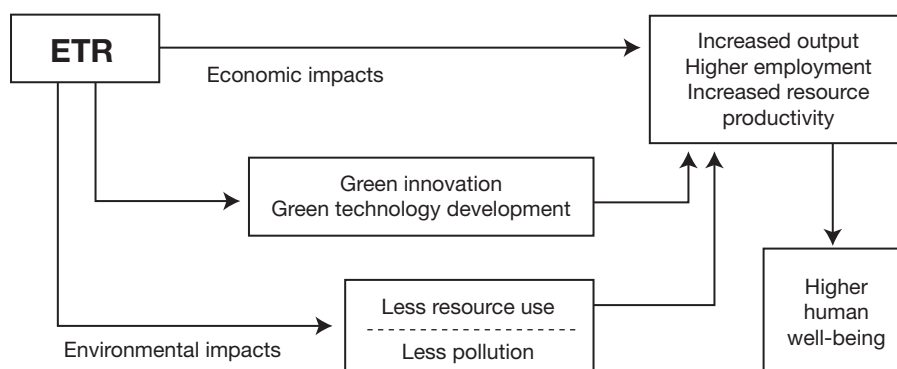 ETR
Economic impacts
Increased output
Higher employment
Increased resource
productivity
Green innovation
Green technology development
Less resource use
Less pollution
Environmental impacts
Higher
human
well-being